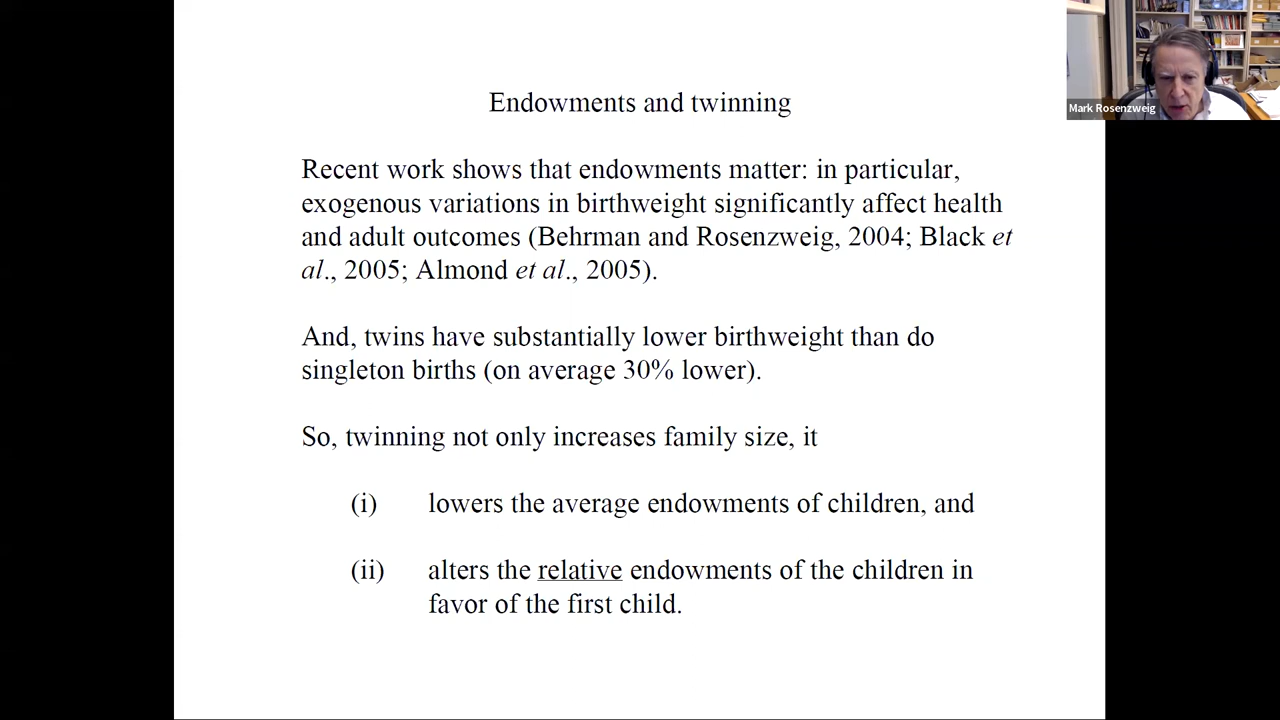 Mark Rosenzweig
Endowments and twinning
Recent work shows that endowments matter: in particular,
exogenous variations in birthweight significantly affect health
and adult outcomes (Behrman and Rosenzweig, 2004; Black et
al., 2005; Almond et al., 2005).
And, twins have substantially lower birthweight than do
singleton births (on average 30% lower).
So, twinning not only increases family size, it
(i) lowers the average endowments of children, and
(ii) alters the relative endowments of the children in
favor of the first child.